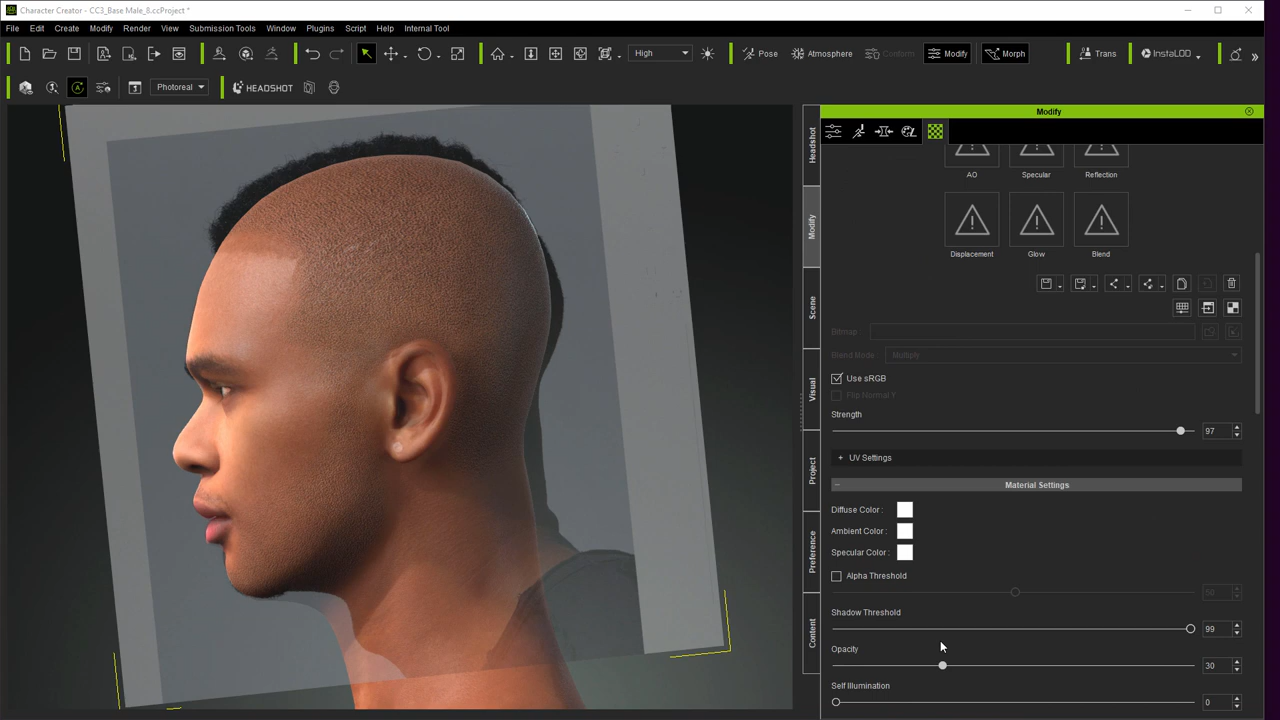 Character Creator - CC3_Base Male_8.ccProject *
File Edit Create Modify Render View Submission Tools Window Plugins Script Help Internal Tool
High Pose Atmosphere Conform Modify Morph Trans InstaLOD
Photoreal HEADSHOT
Modify
Headshot
Modify
Scene
Visual
Project
Preference
Content
AO Specular Reflection
Displacement Glow Blend
Bitmap
Blend Mode Multiply
Use sRGB
Flip Normal Y
Strength
97
+ UV Settings
Material Settings
Diffuse Color :
Ambient Color :
Specular Color :
Alpha Threshold
50
Shadow Threshold
99
Opacity
30
Self Illumination
0